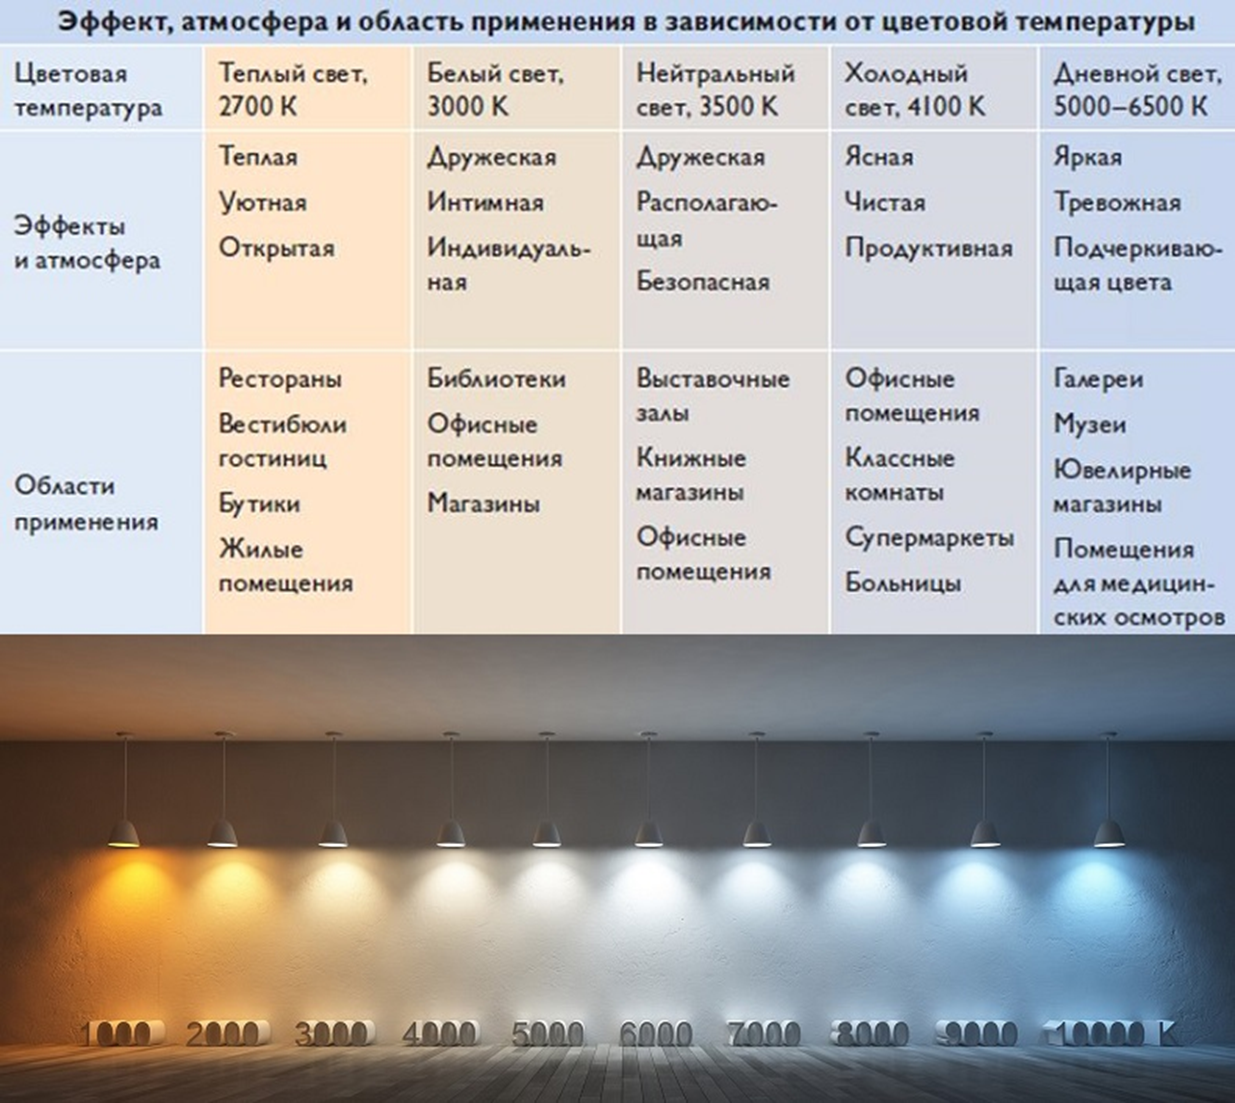 Эффект, атмосфера и область применения в зависимости от цветовой температуры
Цветовая
температура
Теплый свет,
2700 К
Белый свет,
3000 К
Нейтральный
свет, 3500 К
Холодный
свет, 4100 К
Дневной свет,
5000–6500 К
Эффекты
и атмосфера
Теплая
Уютная
Открытая
Дружеская
Интимная
Индивидуаль-
ная
Дружеская
Располагаю-
щая
Безопасная
Ясная
Чистая
Продуктивная
Яркая
Тревожная
Подчеркиваю-
щая цвета
Области
применения
Рестораны
Вестибюли
гостиниц
Бутики
Жилые
помещения
Библиотеки
Офисные
помещения
Магазины
Выставочные
залы
Книжные
магазины
Офисные
помещения
Офисные
помещения
Классные
комнаты
Супермаркеты
Больницы
Галереи
Музеи
Ювелирные
магазины
Помещения
для медицин-
ских осмотров
1000 2000 3000 4000 5000 6000 7000 8000 9000 10000 K